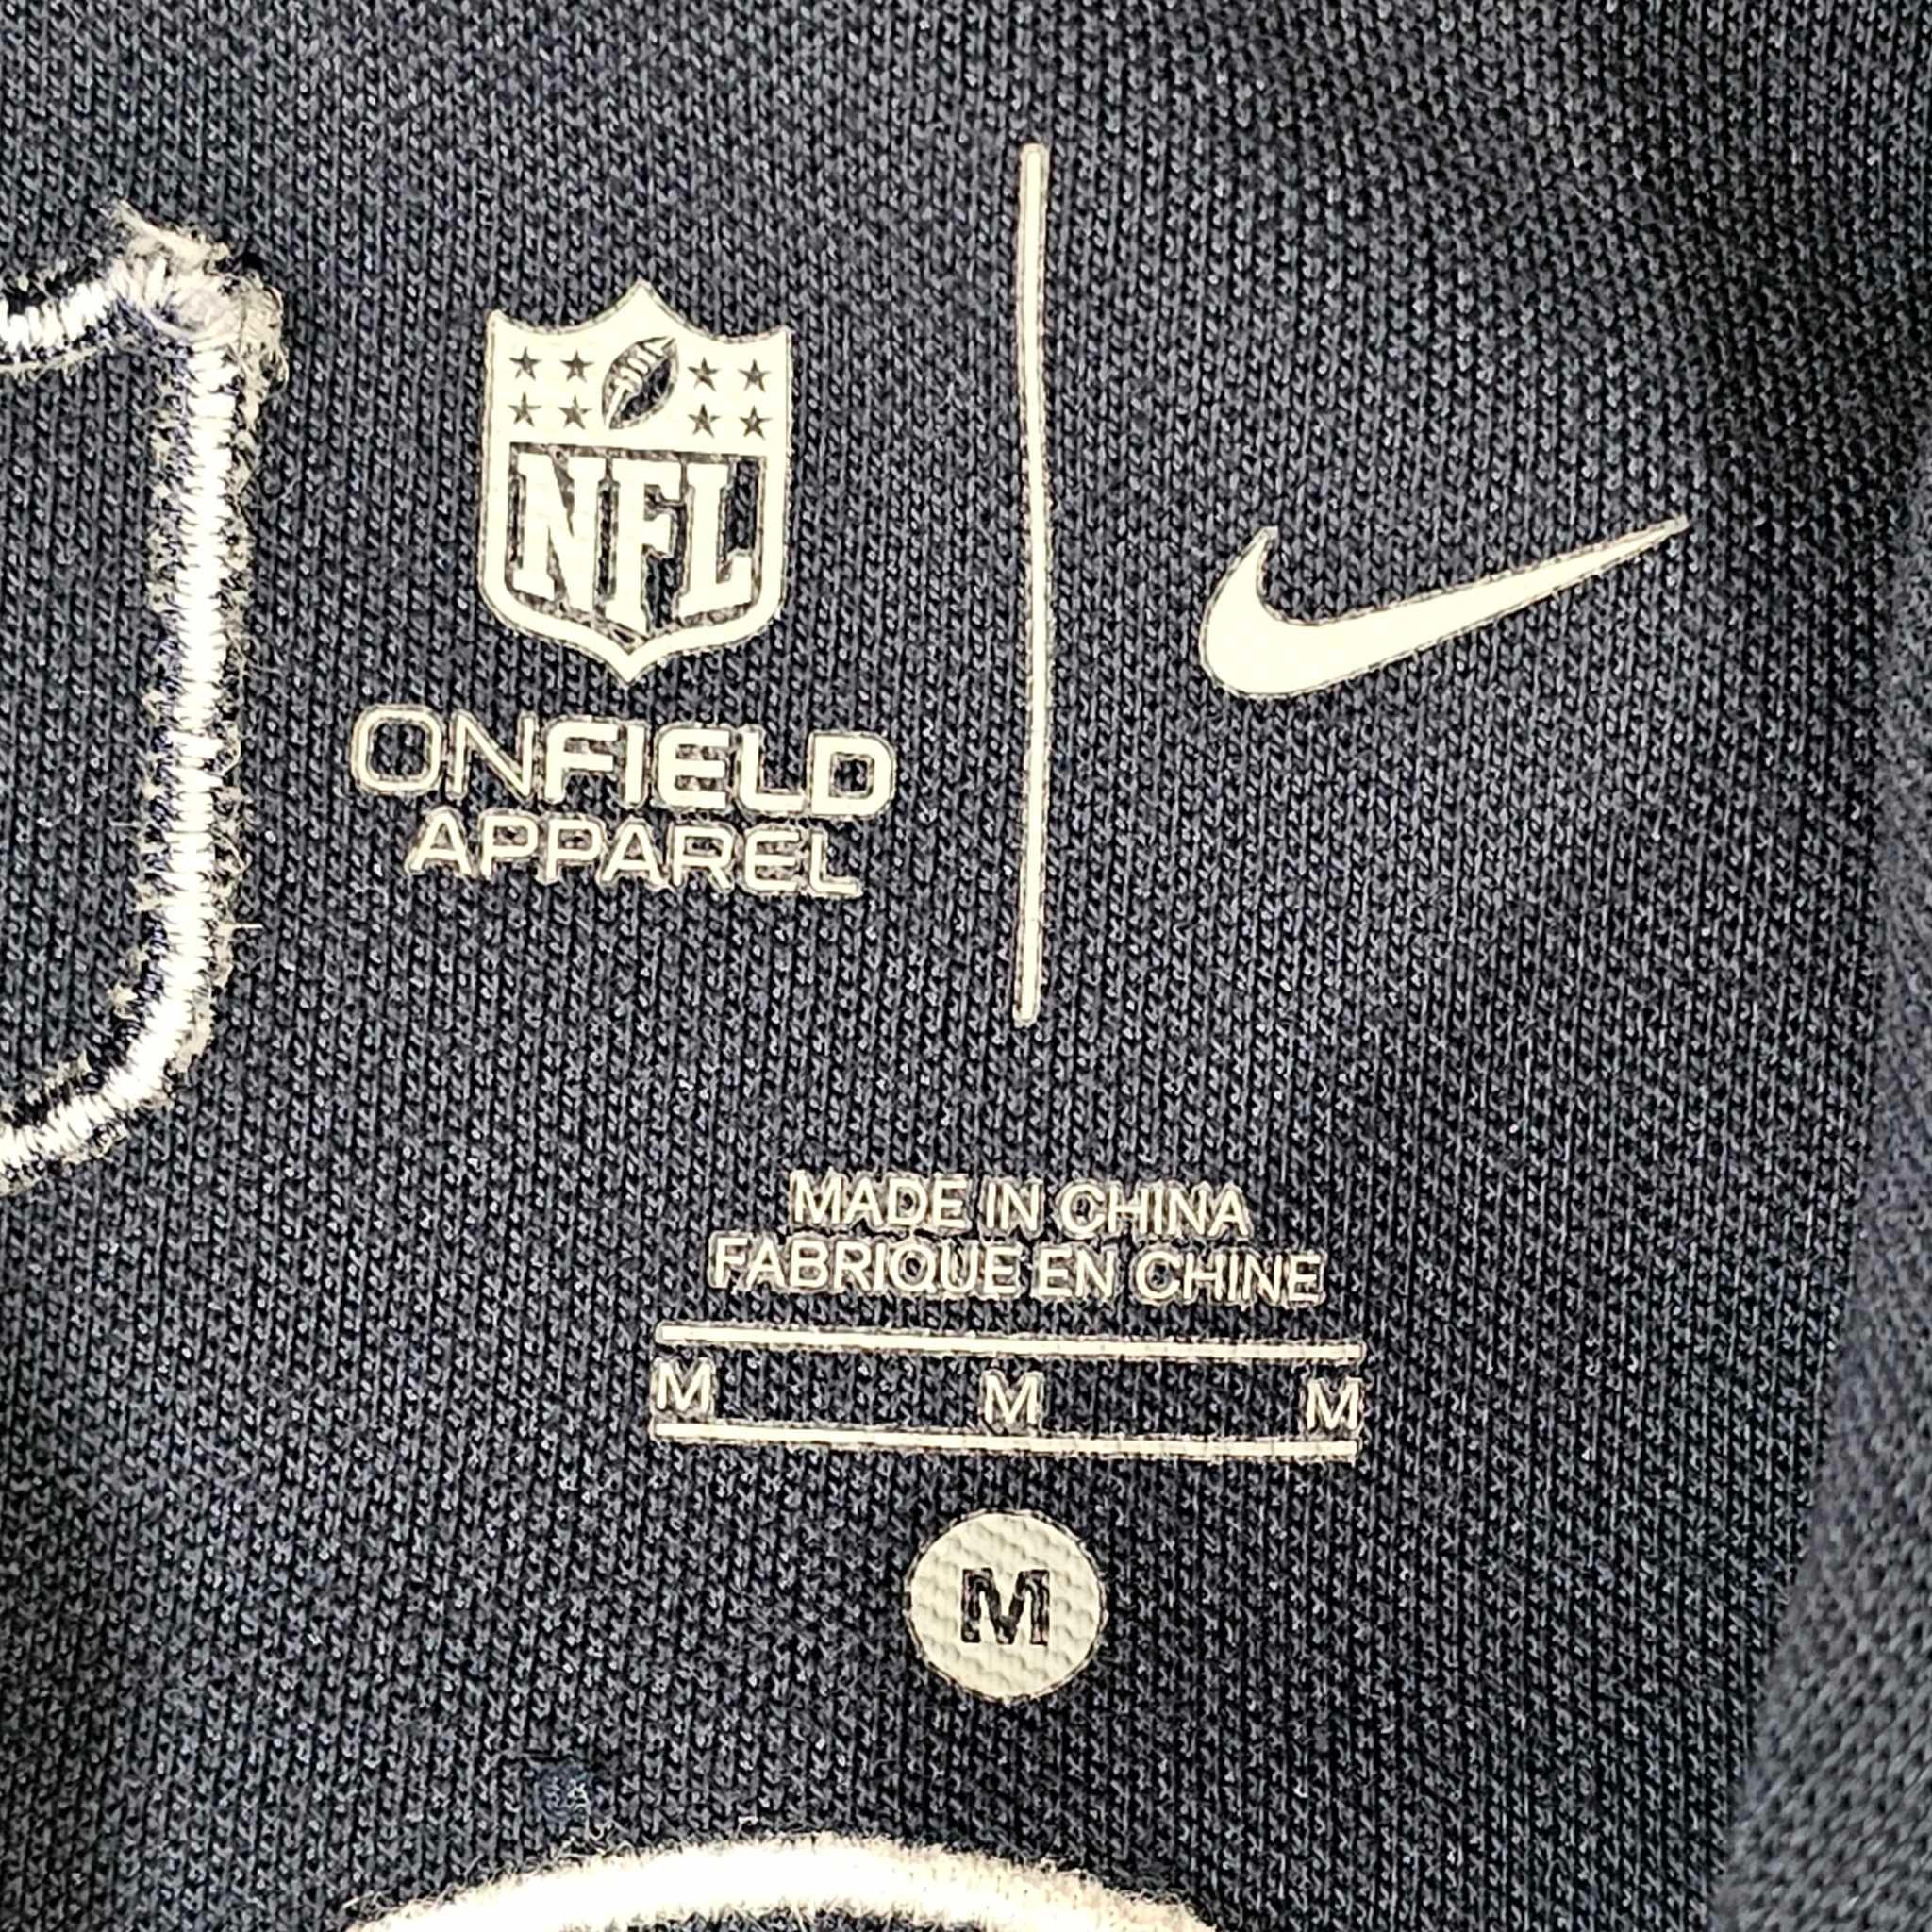 NFL
ONFIELD
APPAREL
MADE IN CHINA
FABRIQUE EN CHINE
M M M
M